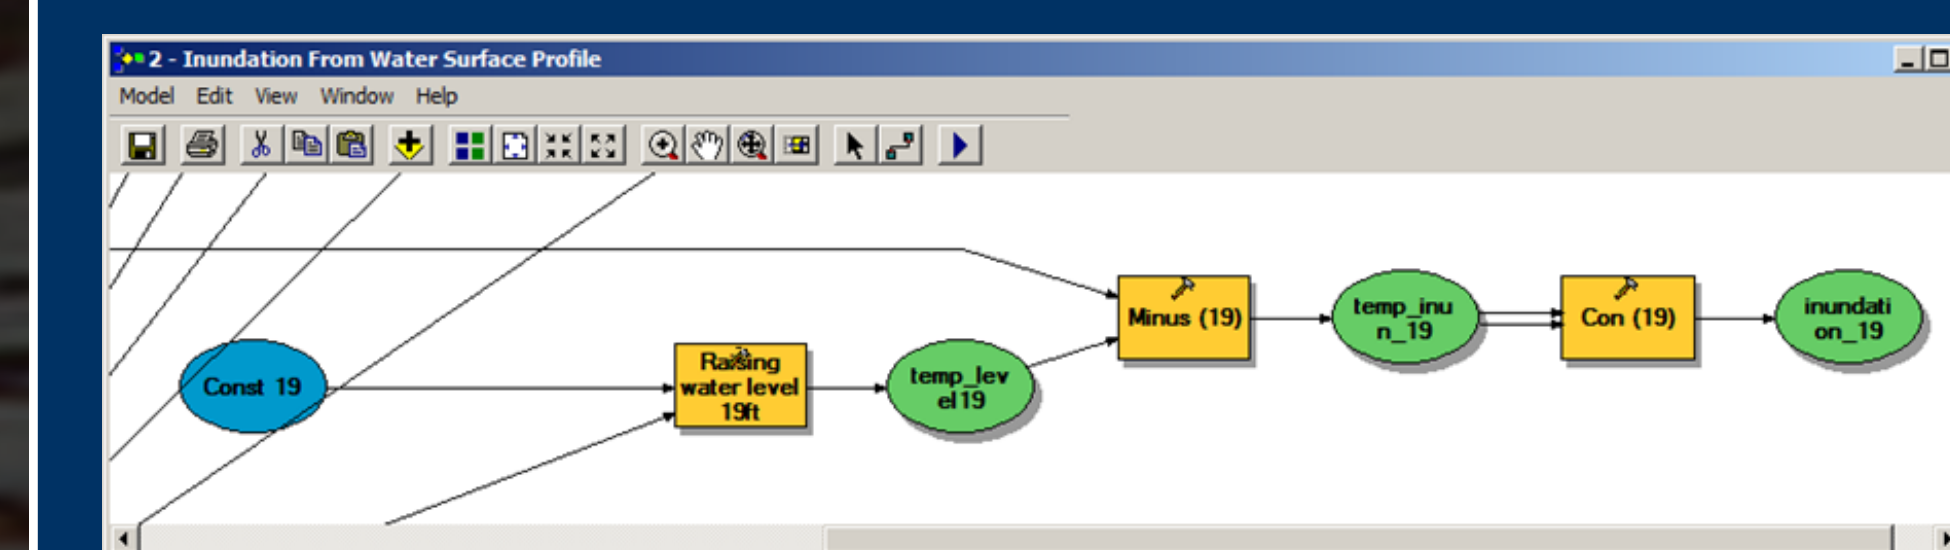 2 - Inundation From Water Surface Profile
Model Edit View Window Help
Const 19
Raising
water level
19ft
temp_lev
el19
Minus (19)
temp_inu
n_19
Con (19)
inundati
on_19